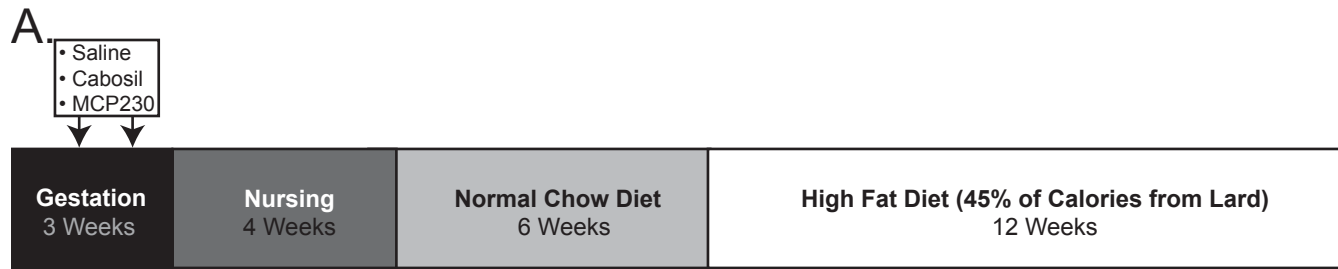 A.
• Saline
• Cabosil
• MCP230
Gestation
3 Weeks
Nursing
4 Weeks
Normal Chow Diet
6 Weeks
High Fat Diet (45% of Calories from Lard)
12 Weeks